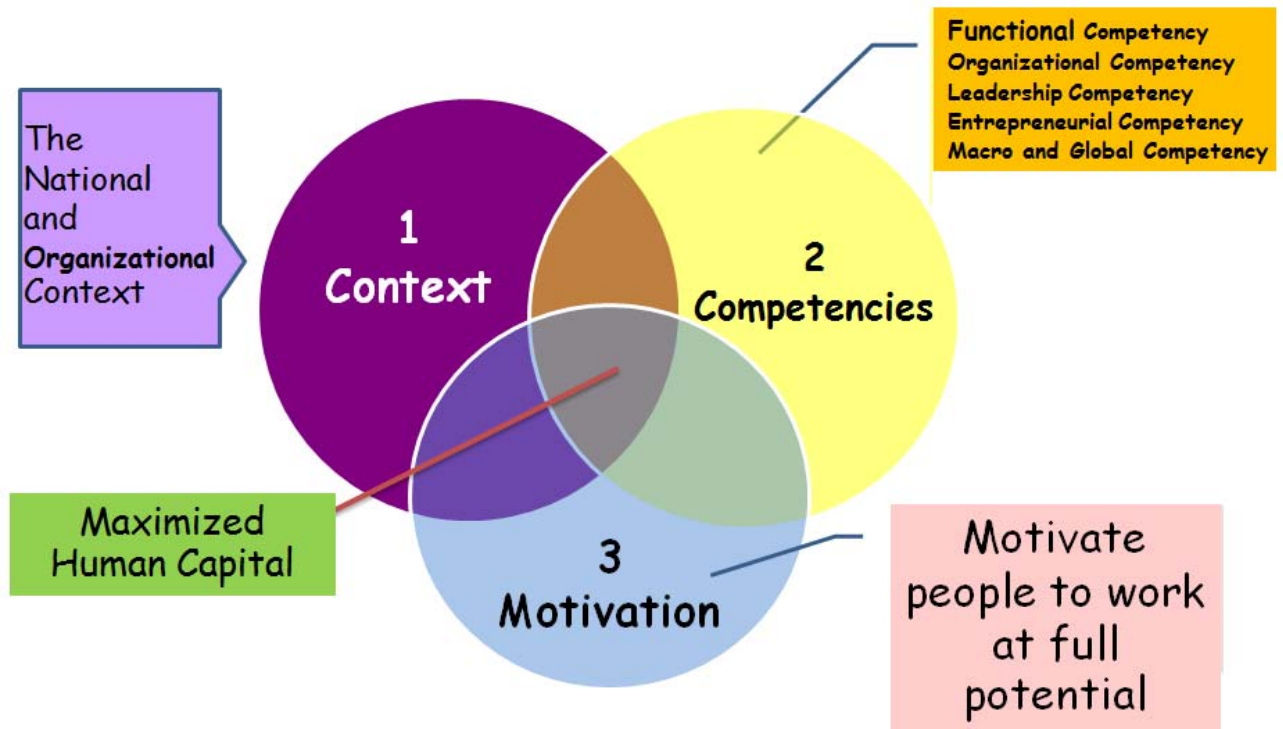 The
National
and
Organizational
Context
1
Context
2
Competencies
Functional Competency
Organizational Competency
Leadership Competency
Entrepreneurial Competency
Macro and Global Competency
Maximized
Human Capital
3
Motivation
Motivate
people to work
at full
potential